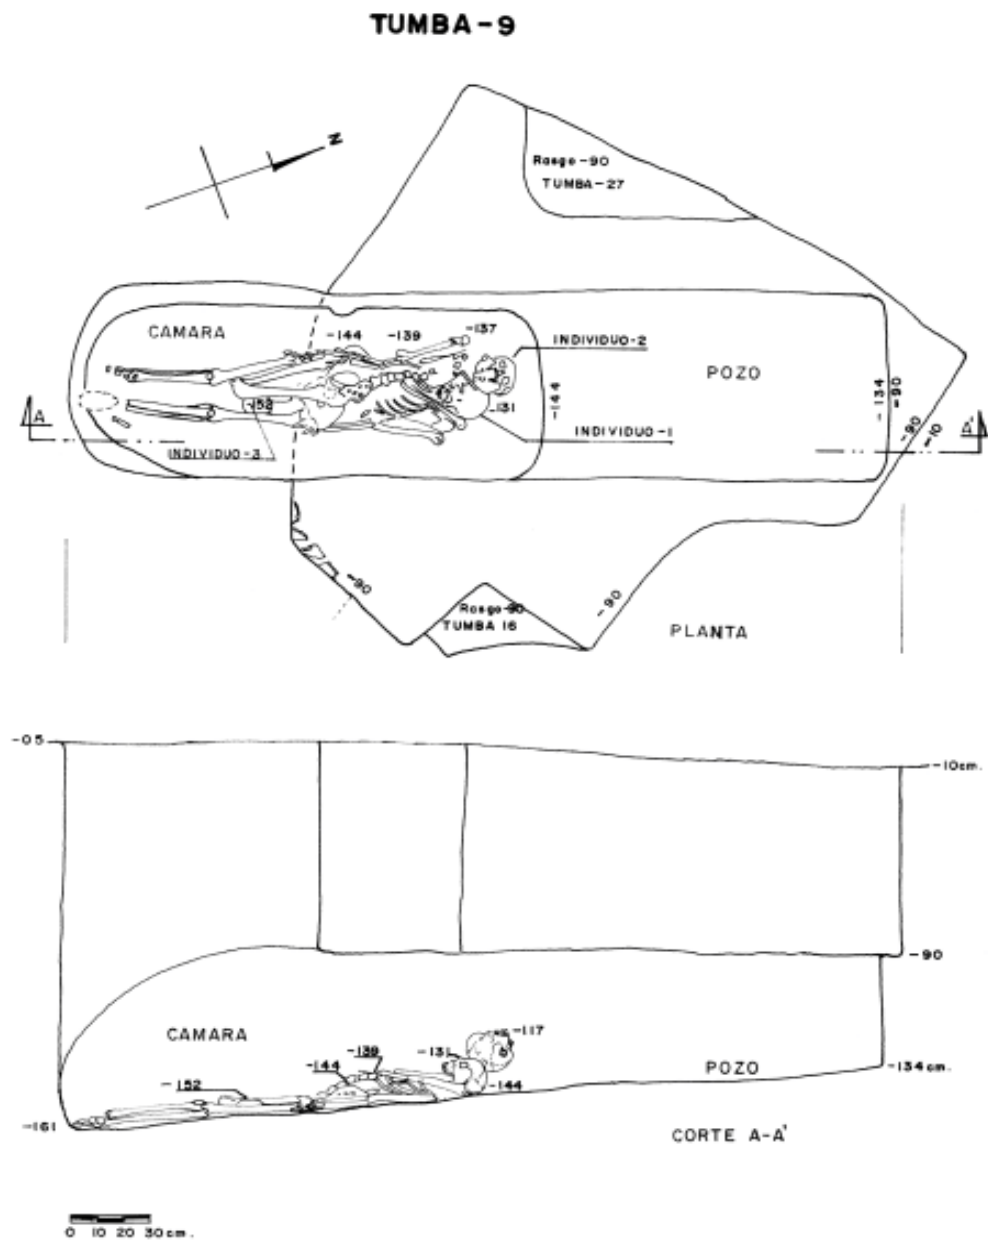 TUMBA-9
N
Rasgo -90
TUMBA-27
CAMARA
-144
-139
-137
INDIVIDUO-2
POZO
-152
-131
-144
-134
-90
-90
-10
A
A'
INDIVIDUO-1
INDIVIDUO-3
-90
Rasgo-90
TUMBA 16
-90
PLANTA
-05
-10cm.
-90
CAMARA
-117
-139
-131
-144
-152
-144
POZO
-134cm.
-161
CORTE A-A'
0 10 20 30cm.